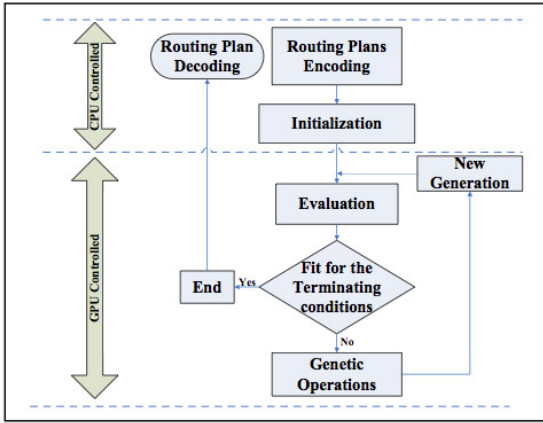 CPU Controlled
Routing Plan
Decoding
Routing Plans
Encoding
Initialization
GPU Controlled
New
Generation
Evaluation
Fit for the
Terminating
conditions
Yes
End
No
Genetic
Operations